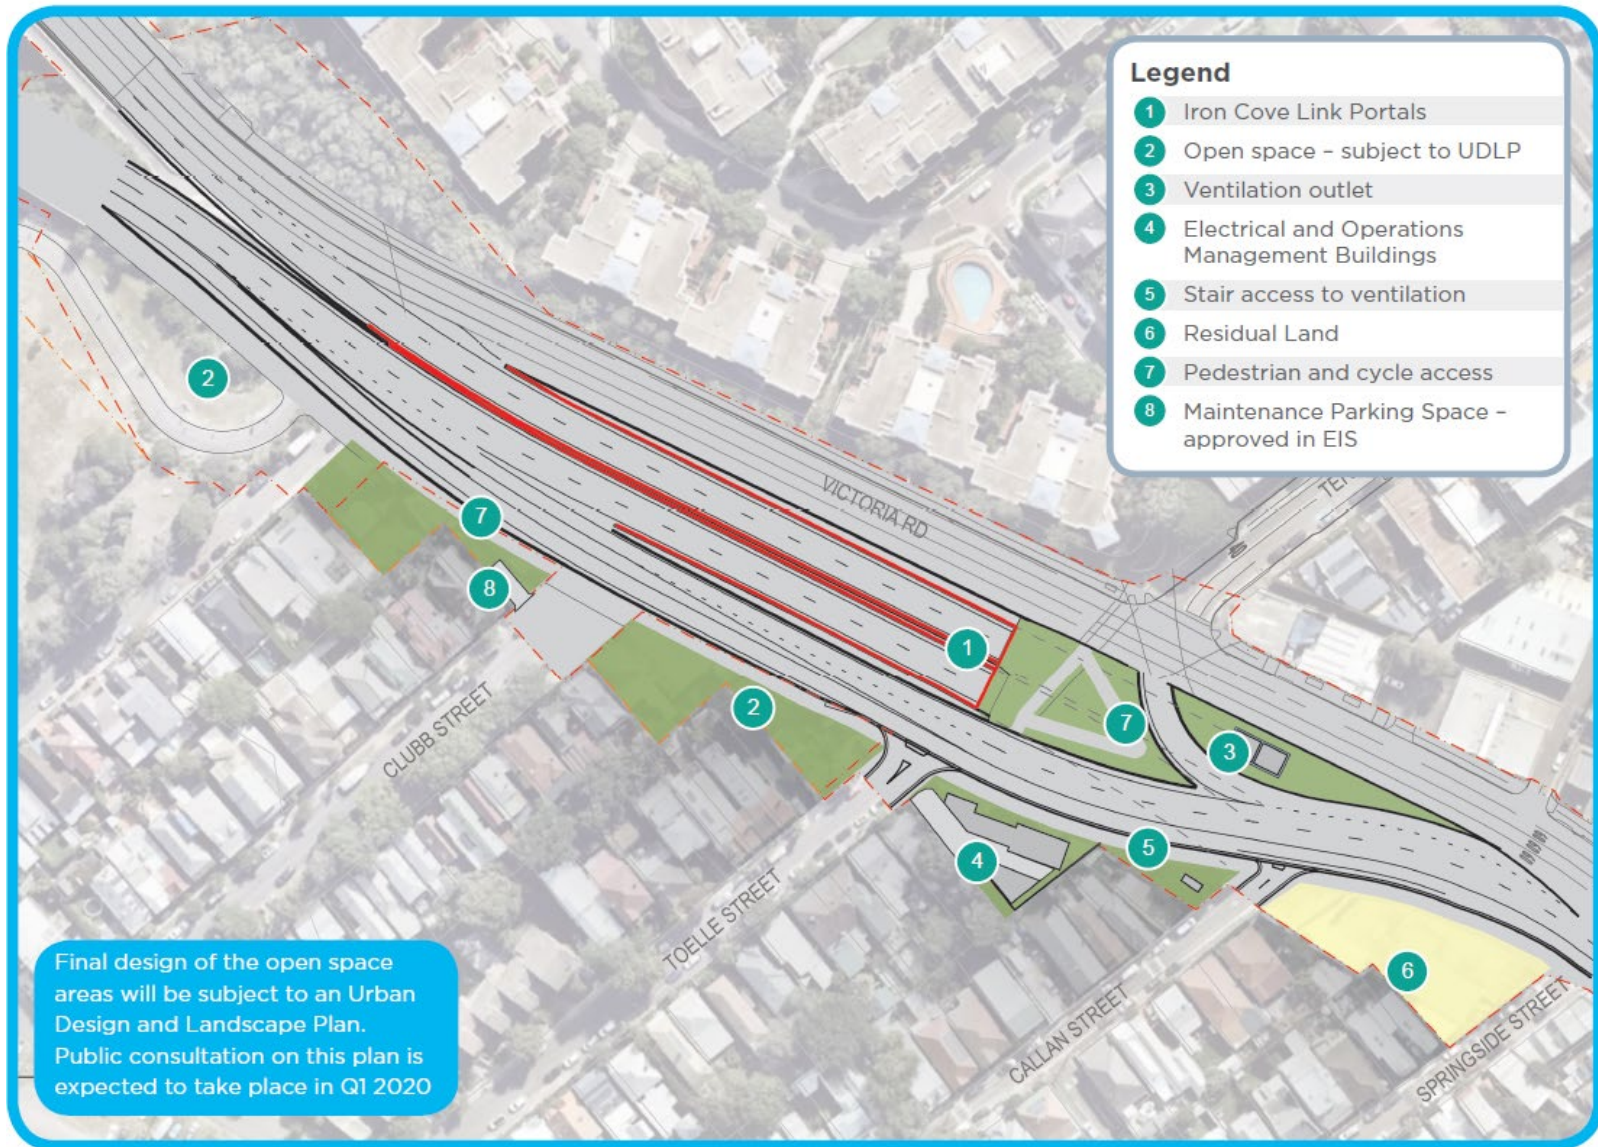 Legend
1 Iron Cove Link Portals
2 Open space – subject to UDLP
3 Ventilation outlet
4 Electrical and Operations
Management Buildings
5 Stair access to ventilation
6 Residual Land
7 Pedestrian and cycle access
8 Maintenance Parking Space –
approved in EIS
VICTORIA RD
2
7
8
1
2
7
3
4
5
6
CLUBB STREET
TOELLE STREET
CALLAN STREET
SPRINGSIDE STREET
Final design of the open space
areas will be subject to an Urban
Design and Landscape Plan.
Public consultation on this plan is
expected to take place in Q1 2020